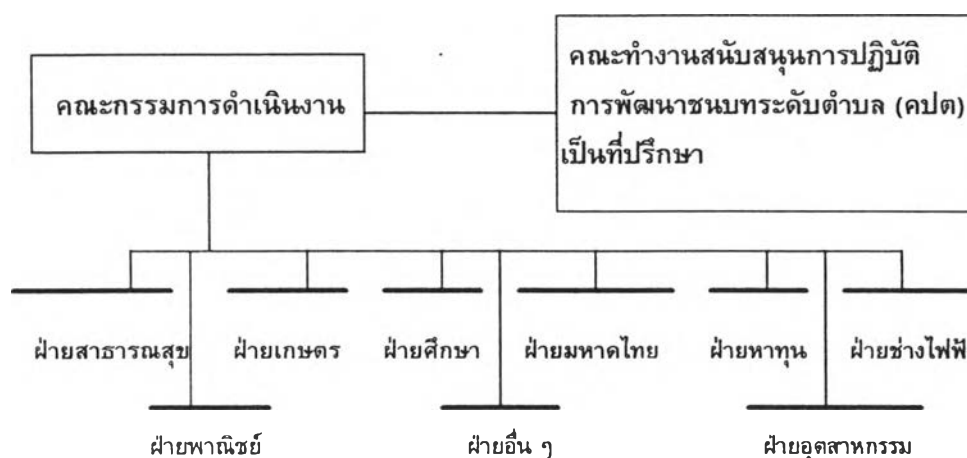 คณะกรรมการดำเนินงาน
คณะทำงานสนับสนุนการปฏิบัติ
การพัฒนาชนบทระดับตำบล (คปต)
เป็นที่ปรึกษา
ฝ่ายสาธารณสุข ฝ่ายเกษตร ฝ่ายศึกษา ฝ่ายมหาดไทย ฝ่ายหาทุน ฝ่ายช่างไฟฟ้
ฝ่ายพาณิชย์ ฝ่ายอื่น ๆ ฝ่ายอุตสาหกรรม